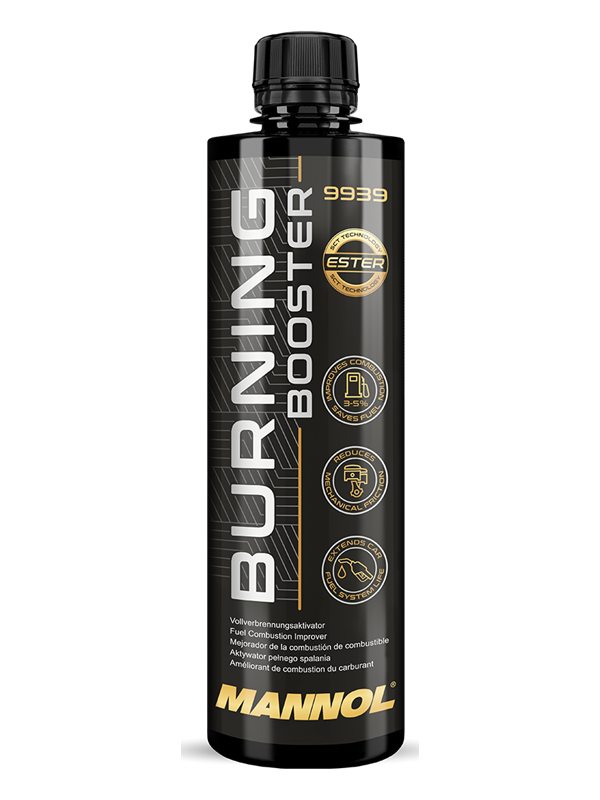 BURNING
BOOSTER
9939
SCT TECHNOLOGY
ESTER
SCT TECHNOLOGY
IMPROVES COMBUSTION
3-5%
SAVES FUEL
REDUCES
MECHANICAL FRICTION
EXTENDS CAR
FUEL SYSTEM LIFE
Vollverbrennungsaktivator
Fuel Combustion Improver
Mejorador de la combustión de combustible
Aktywator pełnego spalania
Améliorant de combustion du carburant
MANNOL®